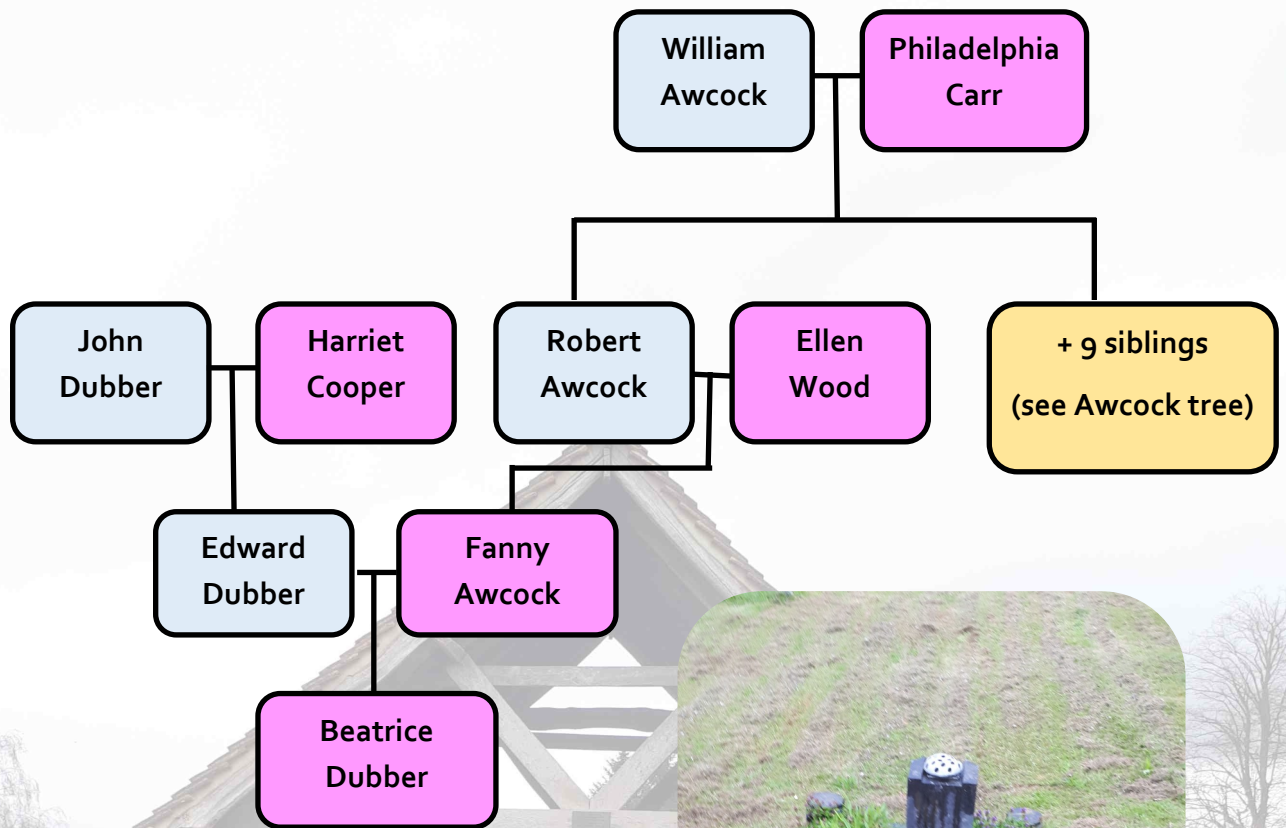 William
Awcock
Philadelphia
Carr
John
Dubber
Harriet
Cooper
Robert
Awcock
Ellen
Wood
+ 9 siblings
(see Awcock tree)
Edward
Dubber
Fanny
Awcock
Beatrice
Dubber